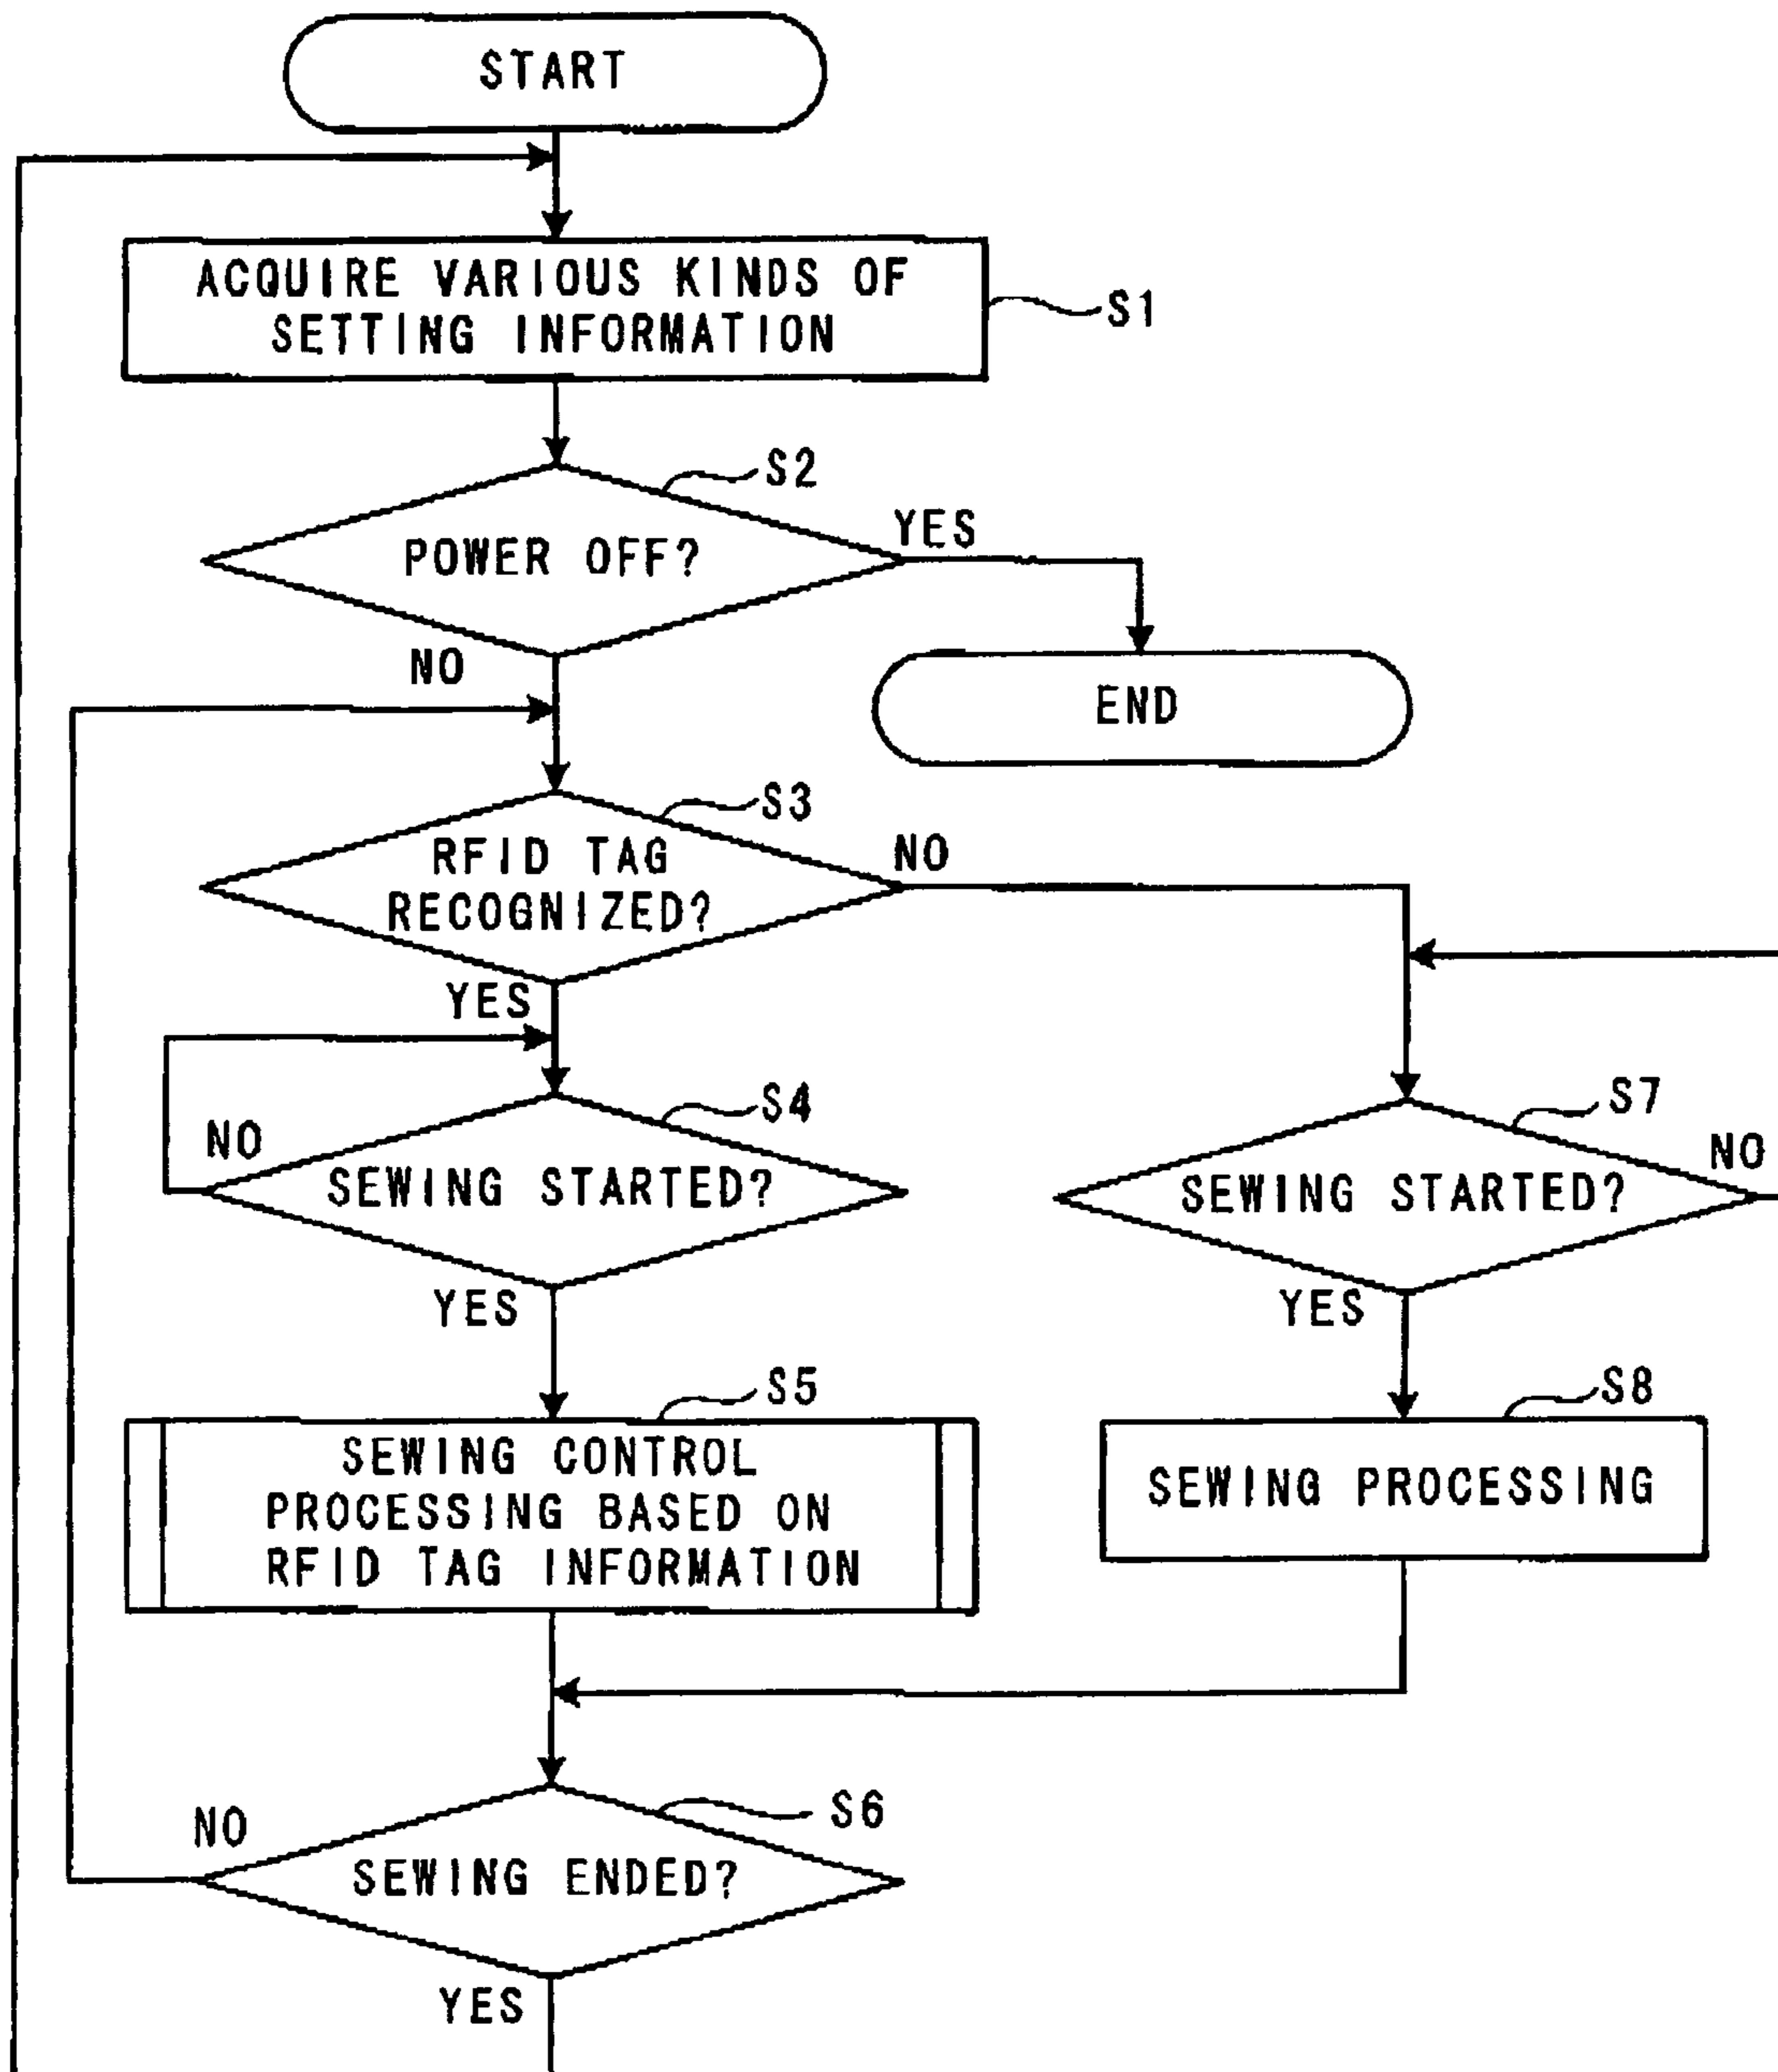 START
ACQUIRE VARIOUS KINDS OF
SETTING INFORMATION
S1
S2
POWER OFF?
YES
NO
END
S3
RFID TAG
RECOGNIZED?
NO
YES
S4
NO
SEWING STARTED?
YES
S7
SEWING STARTED?
NO
YES
S5
SEWING CONTROL
PROCESSING BASED ON
RFID TAG INFORMATION
S8
SEWING PROCESSING
S6
NO
SEWING ENDED?
YES